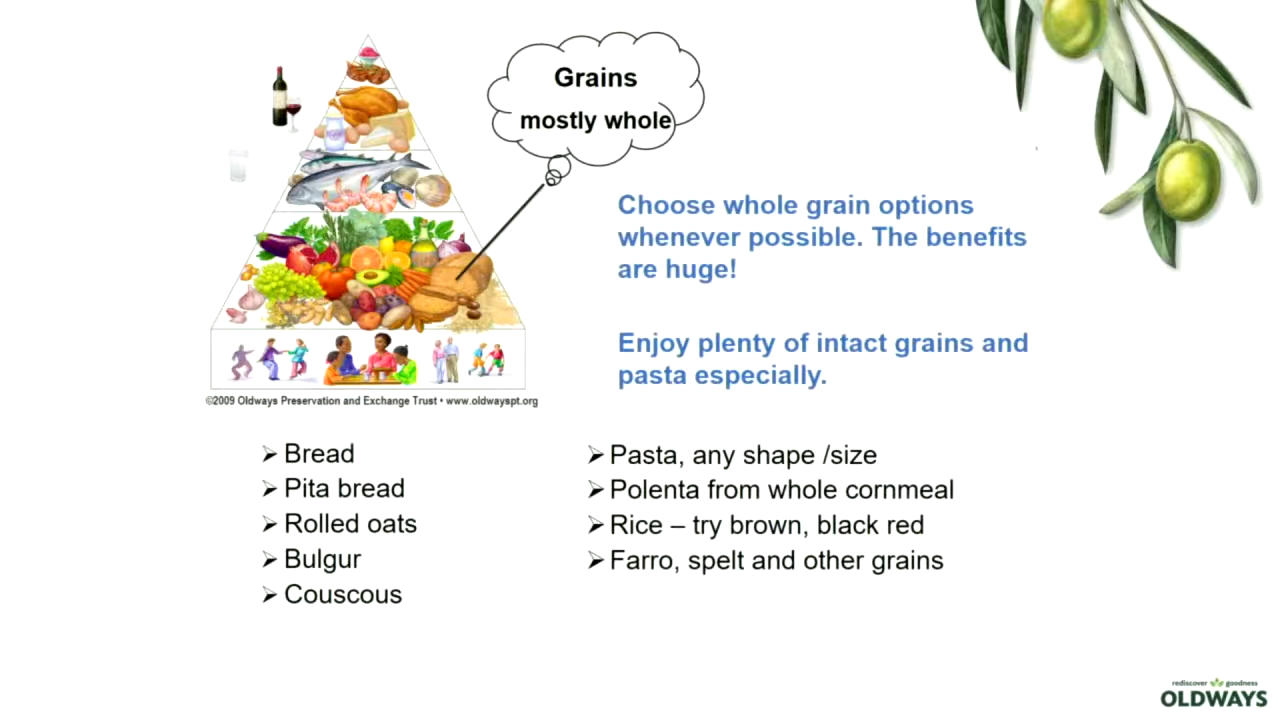 Grains
mostly whole
Choose whole grain options
whenever possible. The benefits
are huge!
Enjoy plenty of intact grains and
pasta especially.
©2009 Oldways Preservation and Exchange Trust • www.oldwayspt.org
➢ Bread
➢ Pita bread
➢ Rolled oats
➢ Bulgur
➢ Couscous
➢ Pasta, any shape /size
➢ Polenta from whole cornmeal
➢ Rice – try brown, black red
➢ Farro, spelt and other grains
rediscover goodness
OLDWAYS